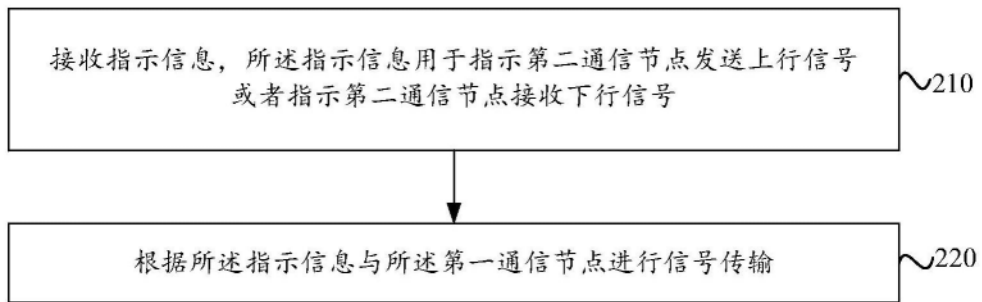 接收指示信息，所述指示信息用于指示第二通信节点发送上行信号
或者指示第二通信节点接收下行信号
210
根据所述指示信息与所述第一通信节点进行信号传输
220